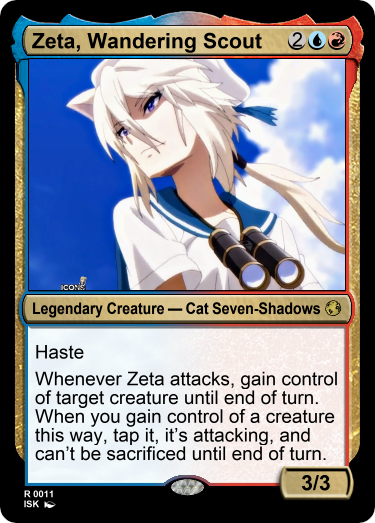 Zeta, Wandering Scout 2
ICONS
Legendary Creature — Cat Seven-Shadows
Haste
Whenever Zeta attacks, gain control
of target creature until end of turn.
When you gain control of a creature
this way, tap it, it's attacking, and
can't be sacrificed until end of turn.
3/3
R 0011
ISK